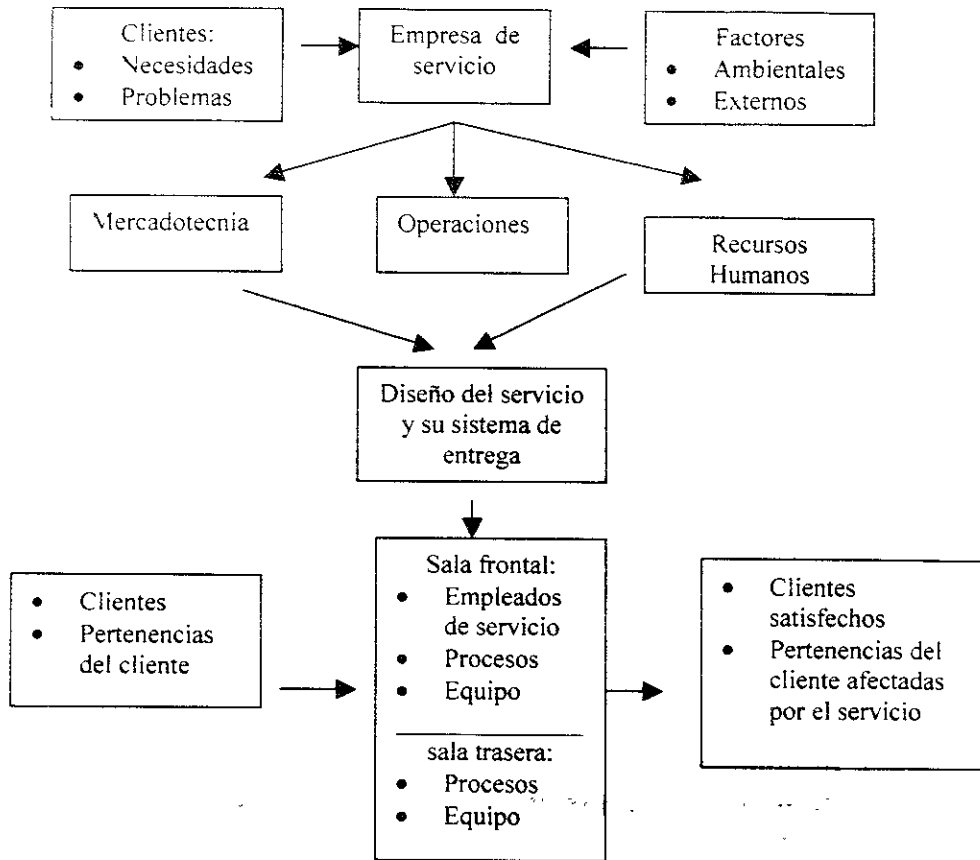 Clientes:
• Necesidades
• Problemas
Empresa de
servicio
Factores
• Ambientales
• Externos
Mercadotecnia
Operaciones
Recursos
Humanos
Diseño del servicio
y su sistema de
entrega
• Clientes
• Pertenencias
del cliente
Sala frontal:
• Empleados
de servicio
• Procesos
• Equipo
sala trasera:
• Procesos
• Equipo
• Clientes
satisfechos
• Pertenencias del
cliente afectadas
por el servicio